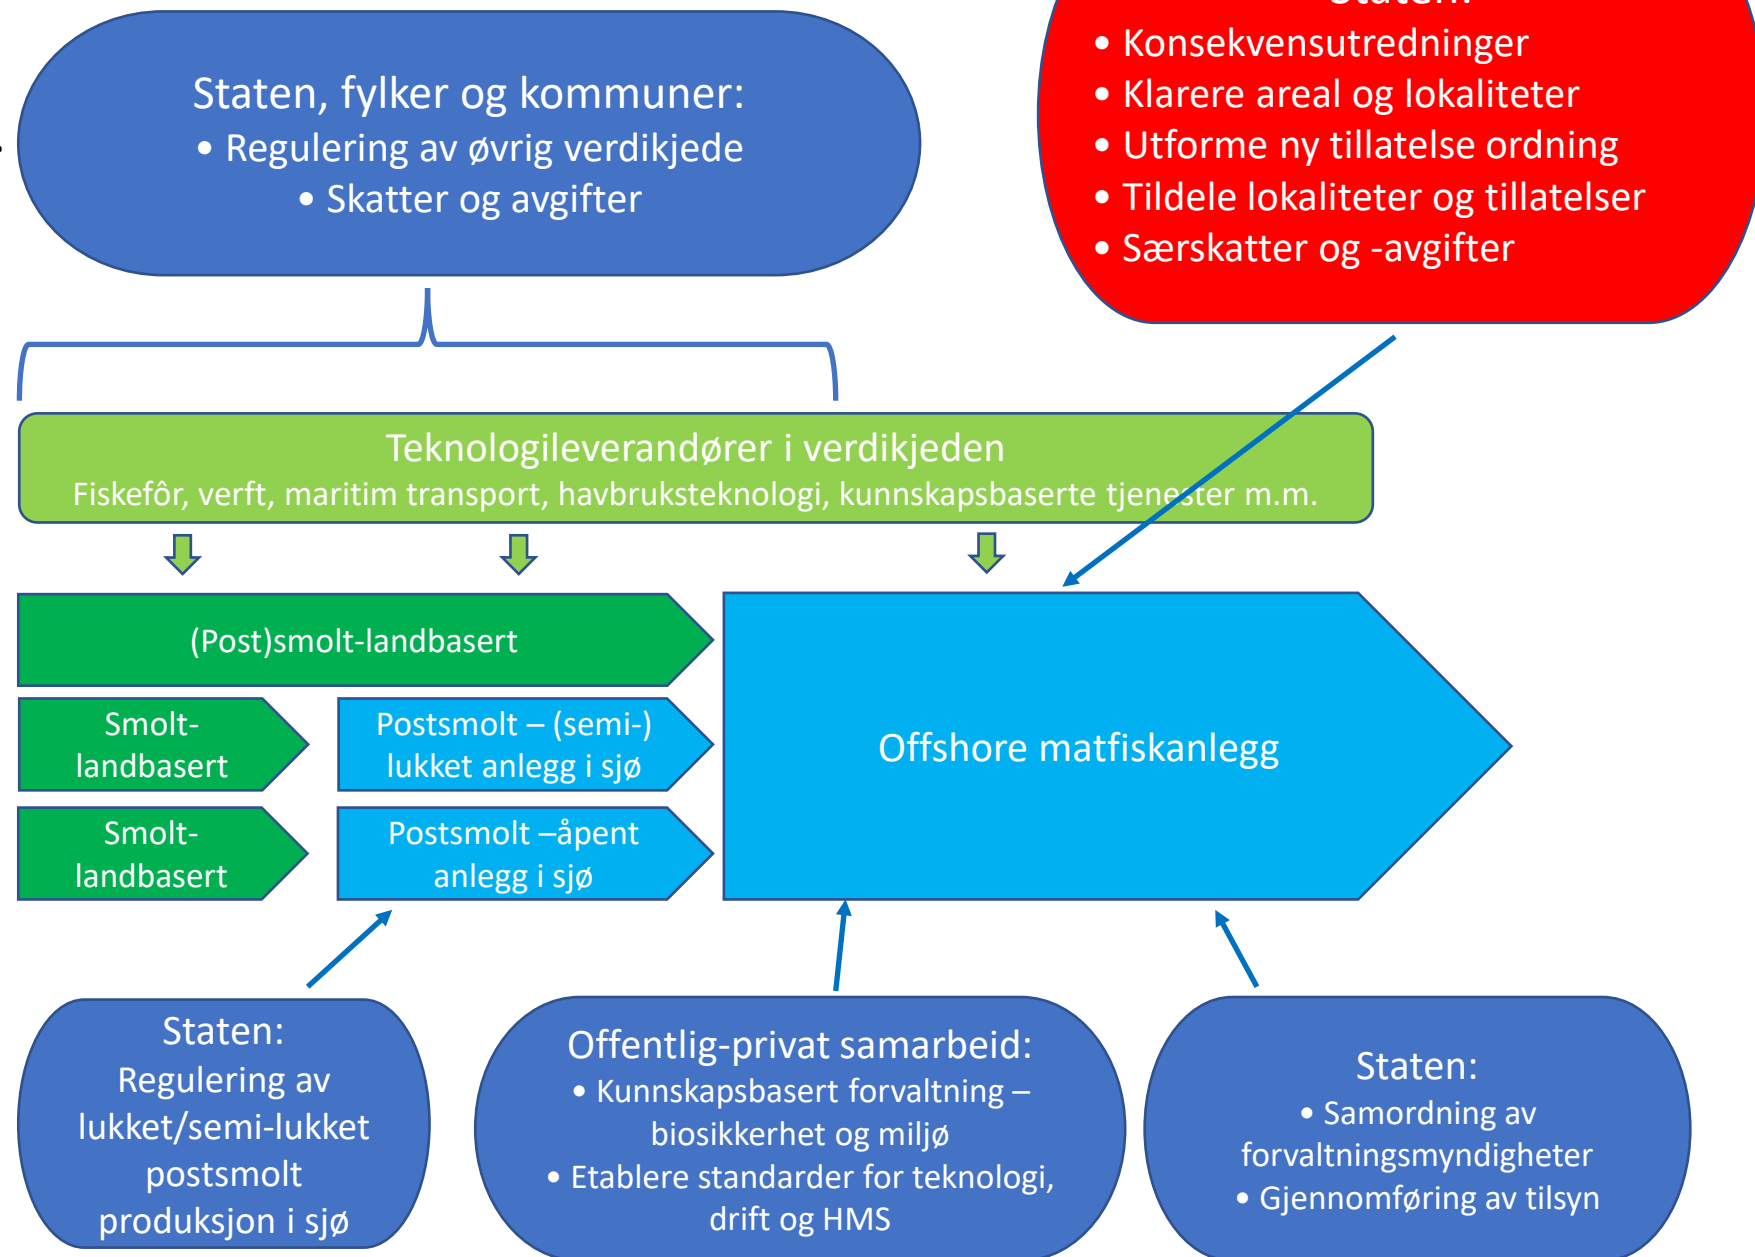 Staten, fylker og kommuner:
• Regulering av øvrig verdikjede
• Skatter og avgifter
Staten:
• Konsekvensutredninger
• Klarere areal og lokaliteter
• Utforme ny tillatelse ordning
• Tildele lokaliteter og tillatelser
• Særskatter og -avgifter
Teknologileverandører i verdikjeden
Fiskefôr, verft, maritim transport, havbruksteknologi, kunnskapsbaserte tjenester m.m.
(Post)smolt-landbasert
Smolt-
landbasert
Postsmolt – (semi-)
lukket anlegg i sjø
Smolt-
landbasert
Postsmolt –åpent
anlegg i sjø
Offshore matfiskanlegg
Staten:
Regulering av
lukket/semi-lukket
postsmolt
produksjon i sjø
Offentlig-privat samarbeid:
• Kunnskapsbasert forvaltning –
biosikkerhet og miljø
• Etablere standarder for teknologi,
drift og HMS
Staten:
• Samordning av
forvaltningsmyndigheter
• Gjennomføring av tilsyn